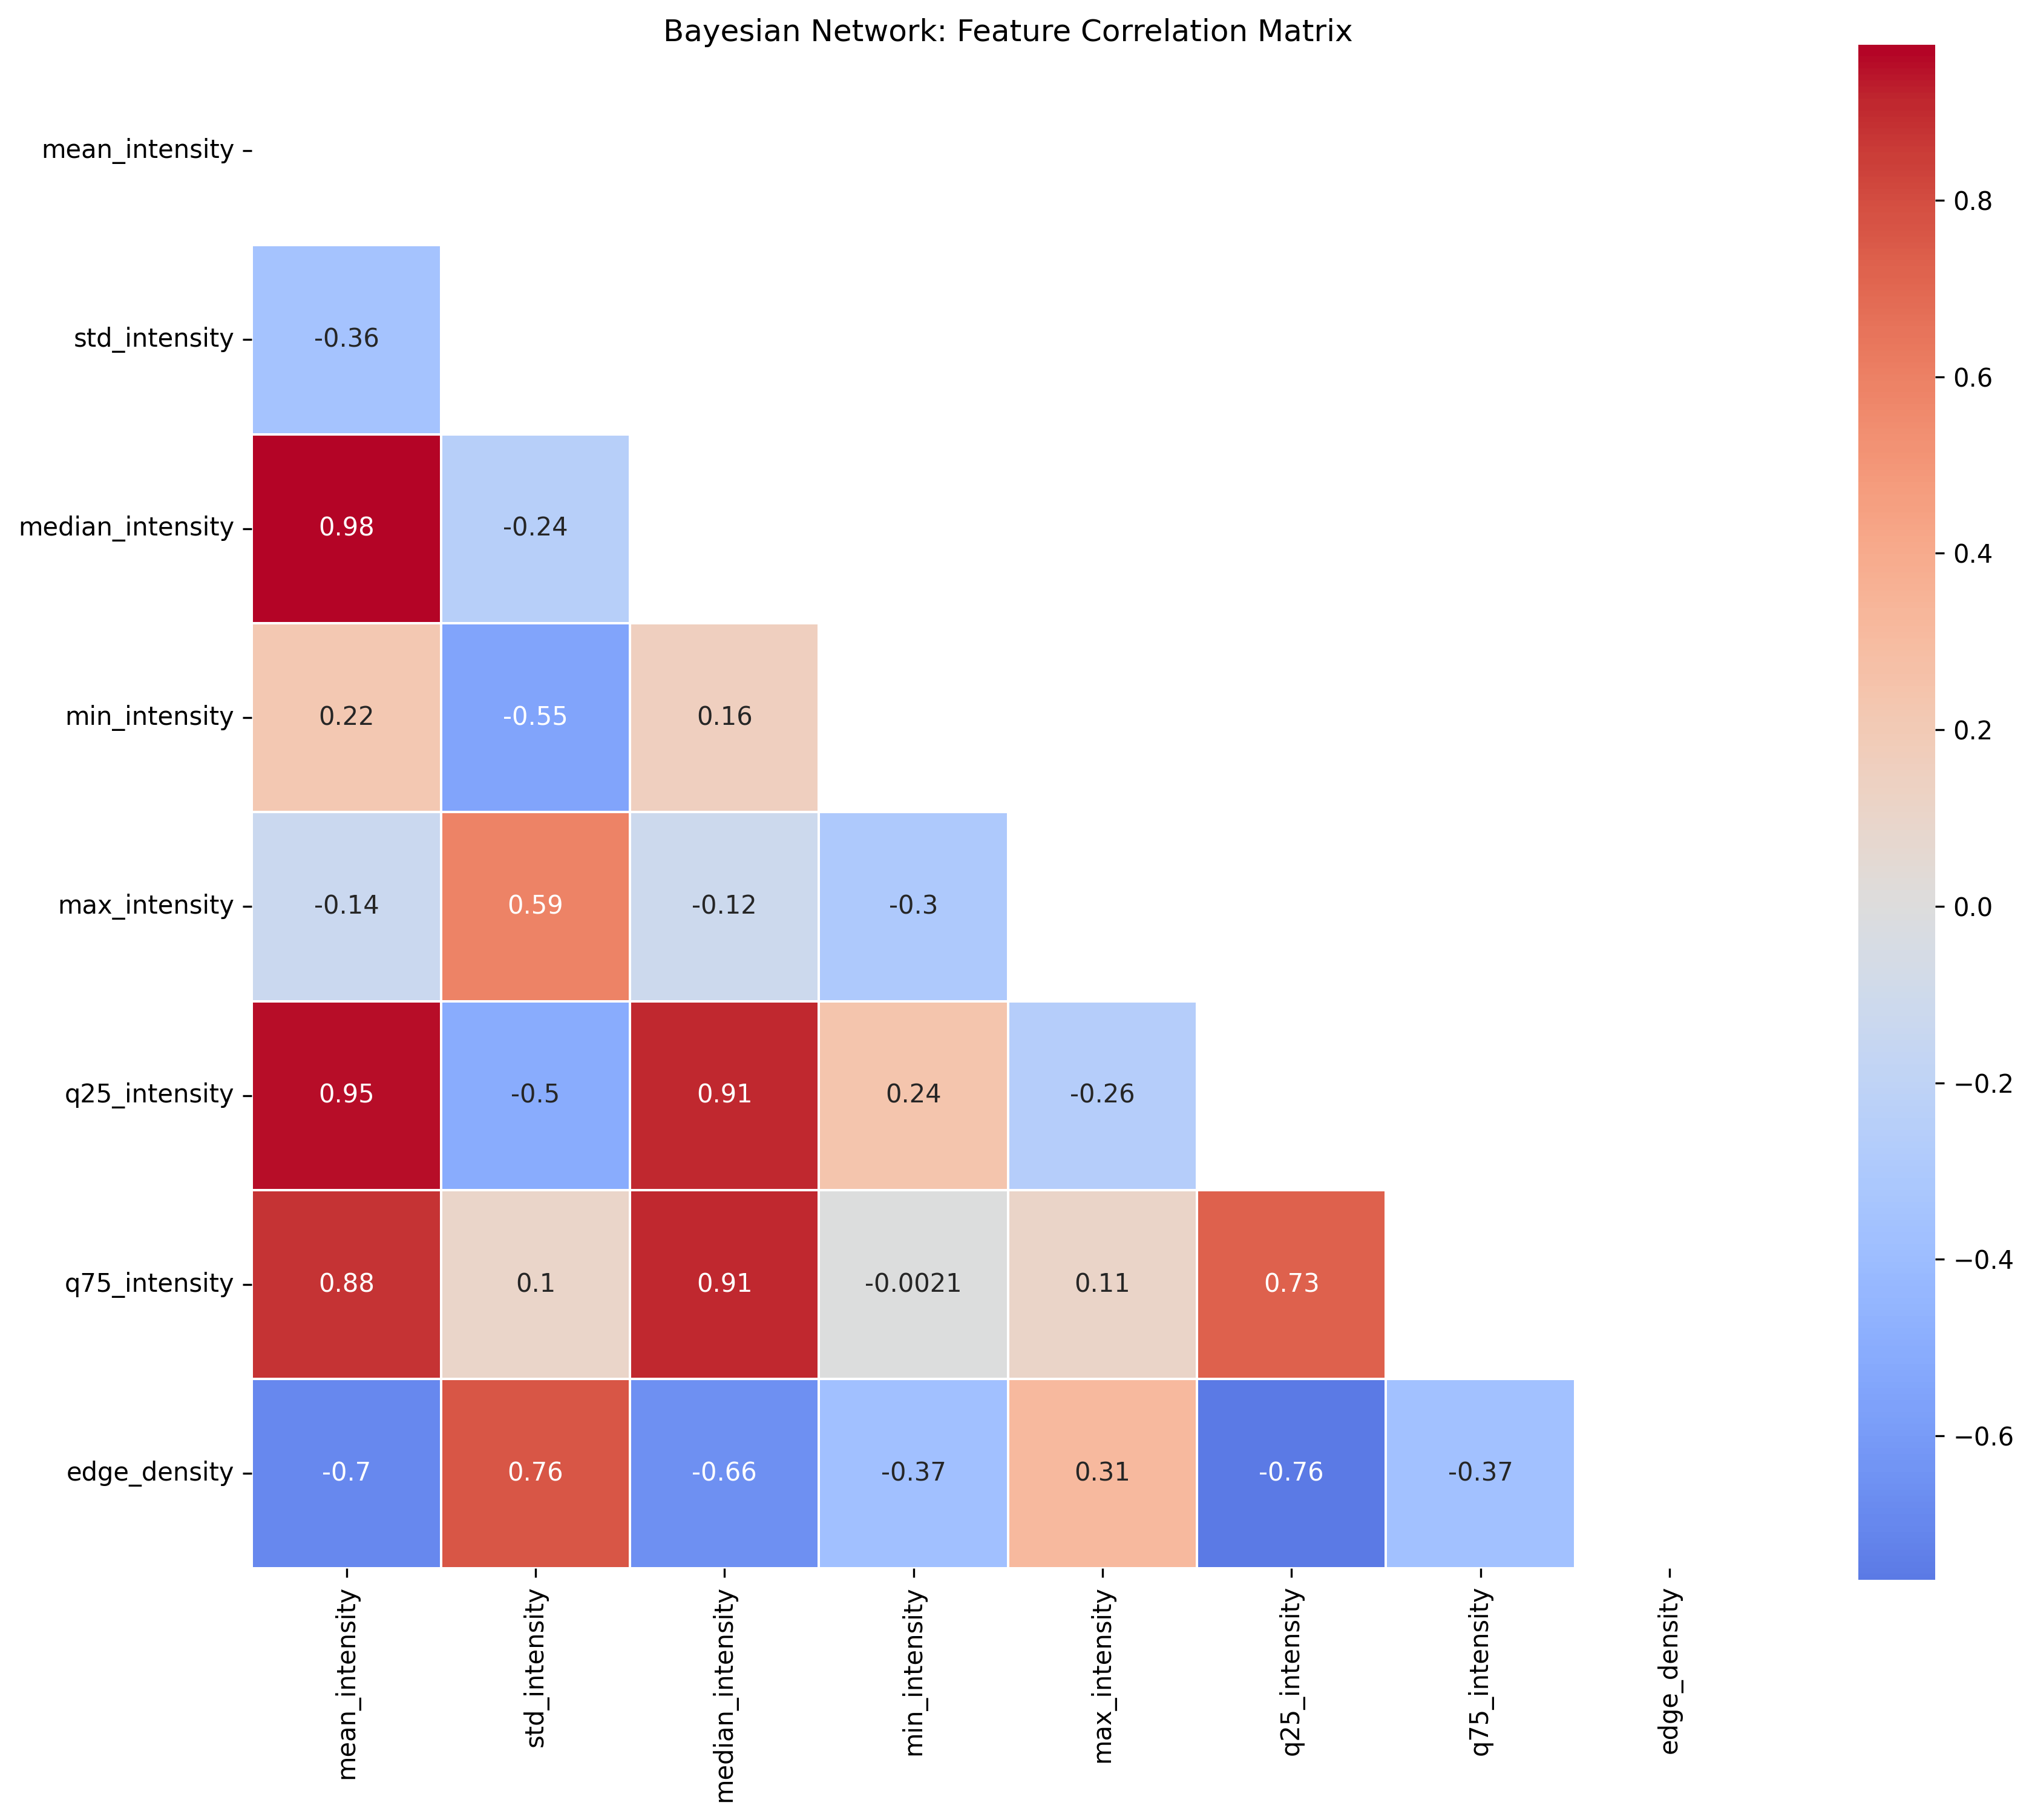 Bayesian Network: Feature Correlation Matrix
mean_intensity
std_intensity -0.36
median_intensity 0.98 -0.24
min_intensity 0.22 -0.55 0.16
max_intensity -0.14 0.59 -0.12 -0.3
q25_intensity 0.95 -0.5 0.91 0.24 -0.26
q75_intensity 0.88 0.1 0.91 -0.0021 0.11 0.73
edge_density -0.7 0.76 -0.66 -0.37 0.31 -0.76 -0.37
mean_intensity
std_intensity
median_intensity
min_intensity
max_intensity
q25_intensity
q75_intensity
edge_density
0.8
0.6
0.4
0.2
0.0
−0.2
−0.4
−0.6